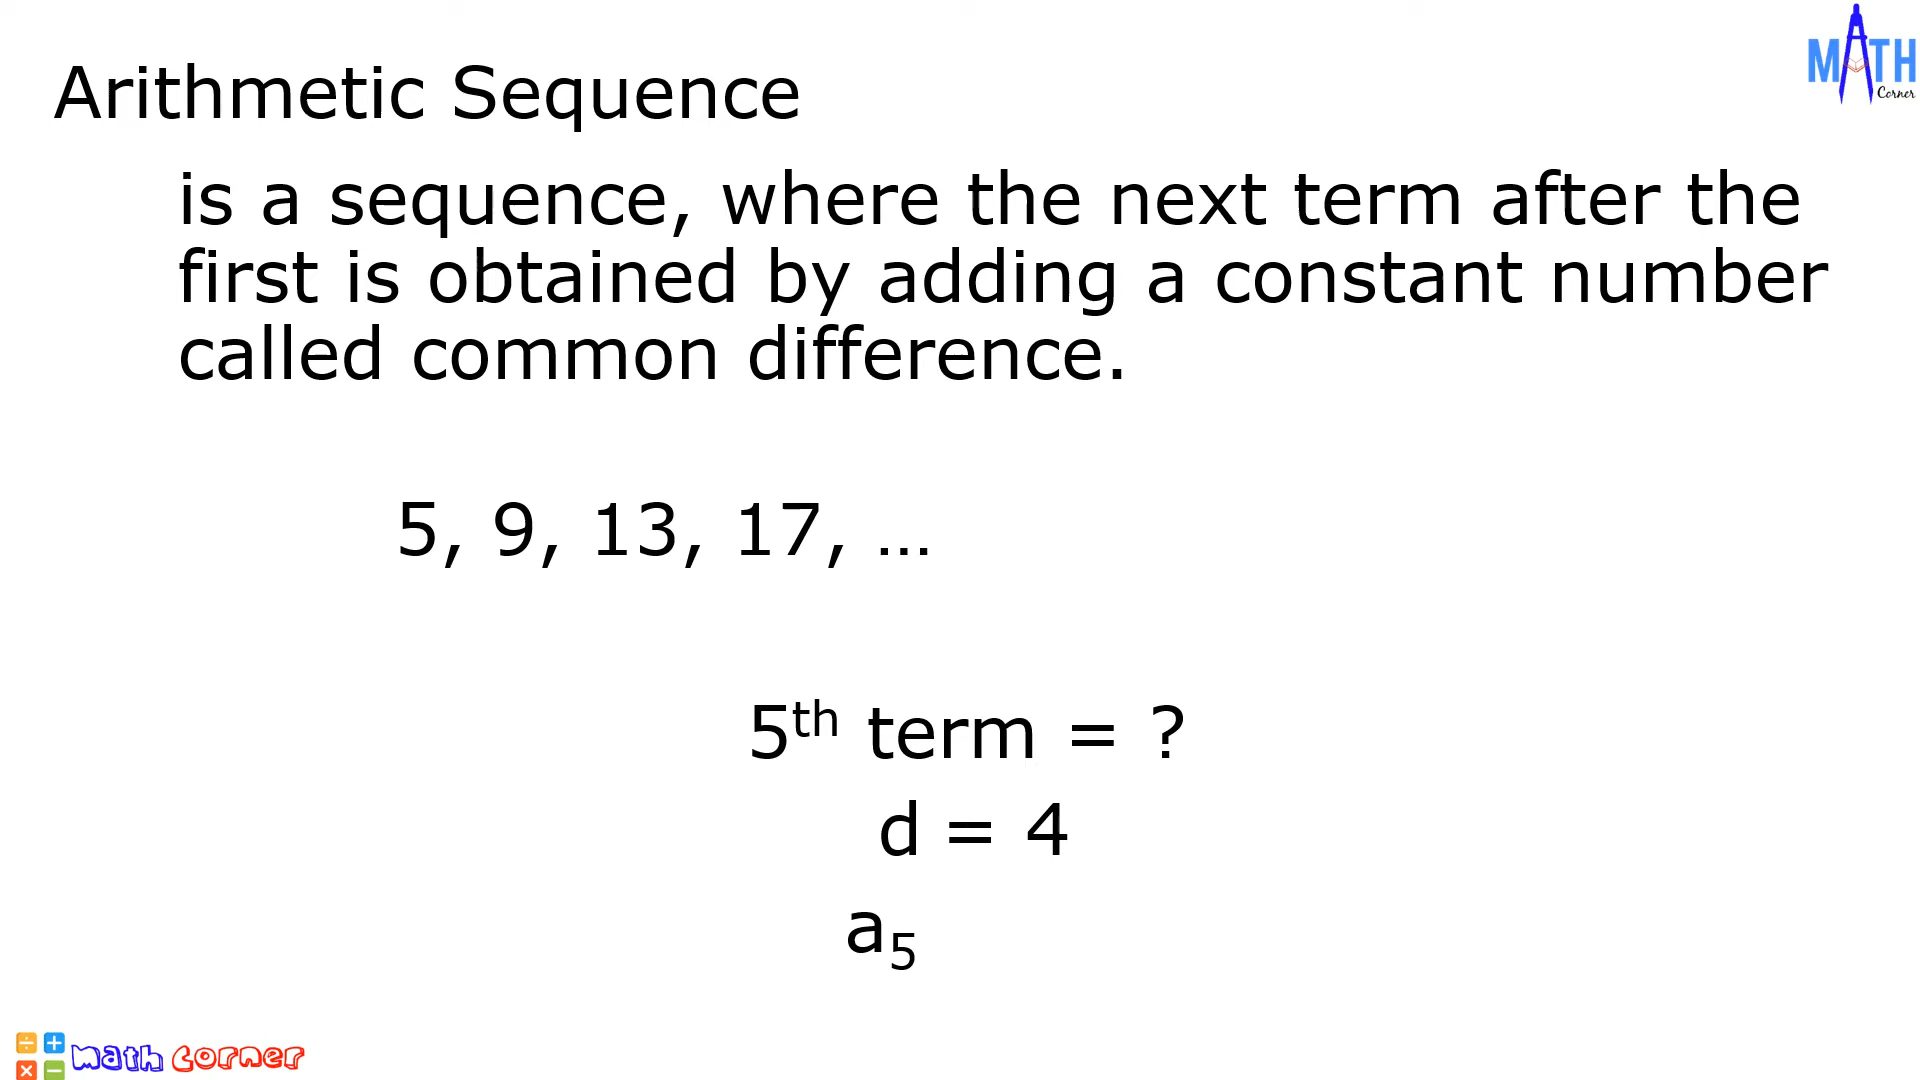 MATH
Corner
Arithmetic Sequence
is a sequence, where the next term after the
first is obtained by adding a constant number
called common difference.
5, 9, 13, 17, …
5th term = ?
d = 4
a5
math corner